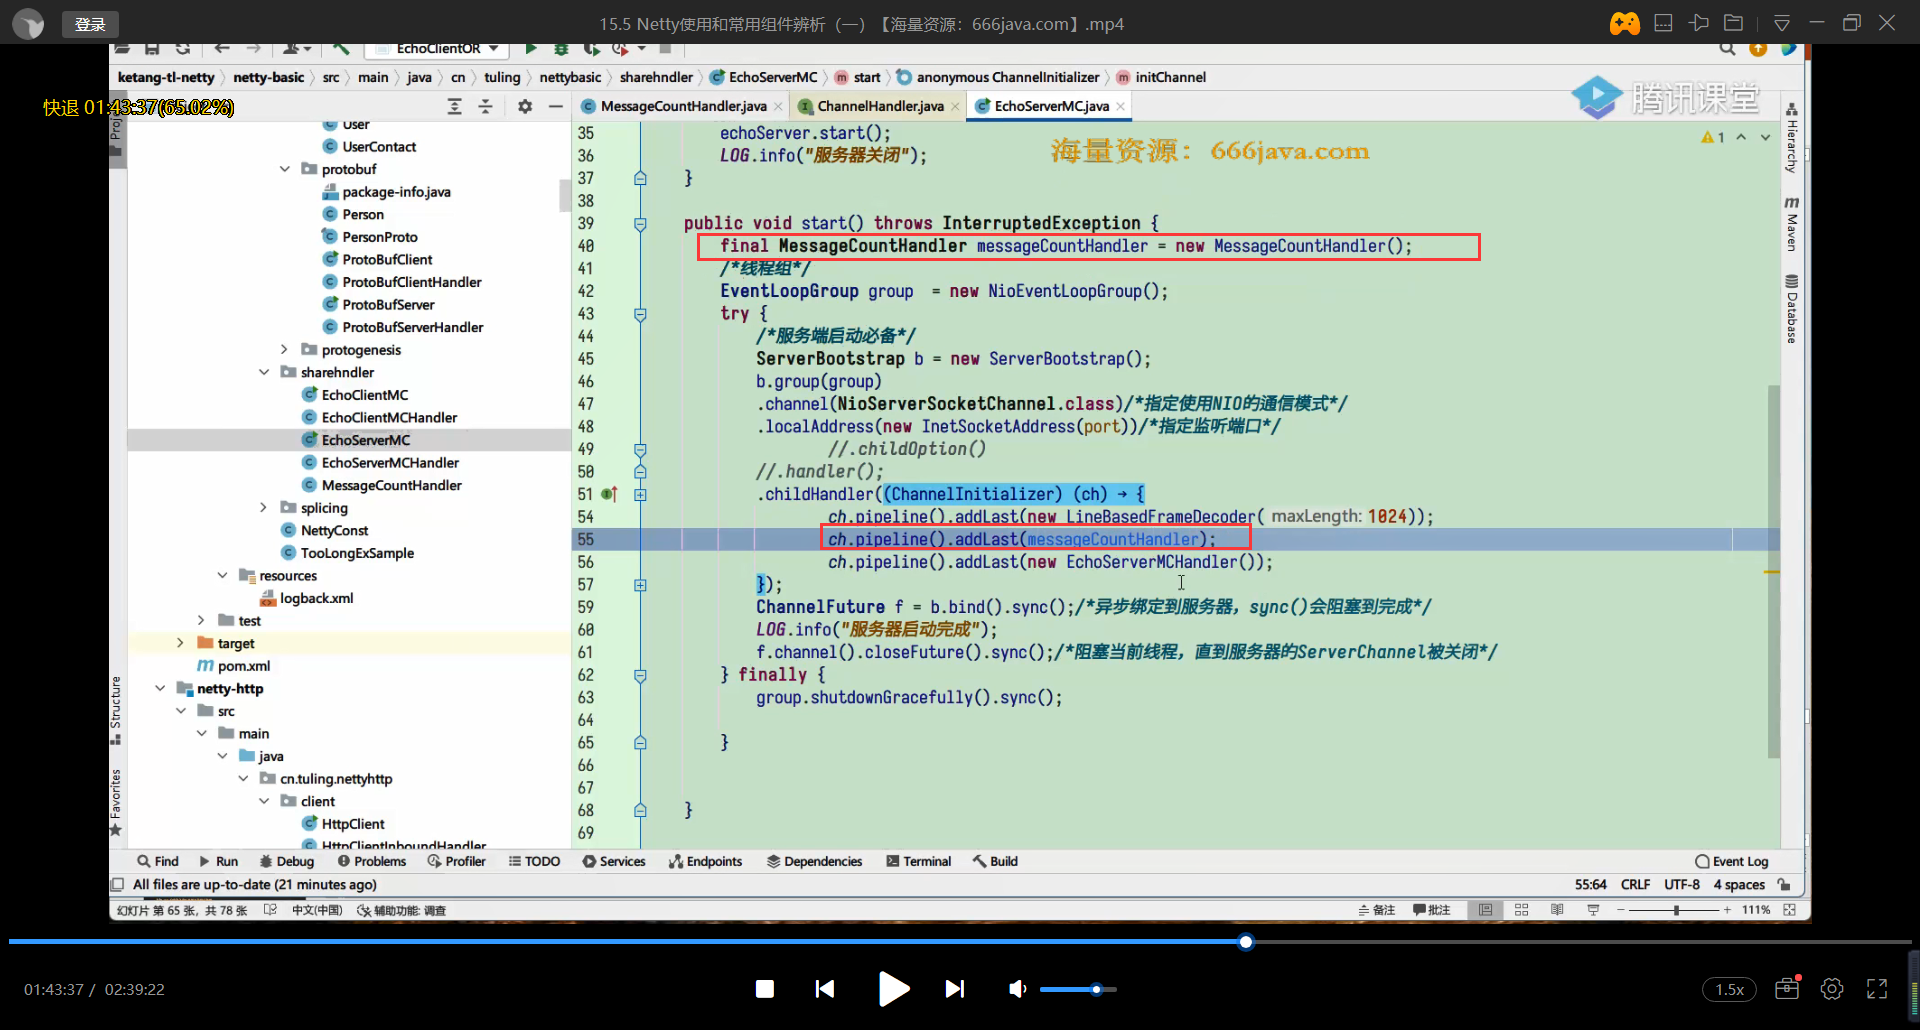 登录
15.5 Netty使用和常用组件辨析（一）【海量资源：666java.com】.mp4
EchoClientOR
ketang-tl-netty netty-basic src main java cn tuling nettybasic sharehndler EchoServerMC start anonymous ChannelInitializer initChannel
快退 01:43:37(65.02%)
腾讯课堂
MessageCountHandler.java
ChannelHandler.java
EchoServerMC.java
海量资源：666java.com
1
User
UserContact
protobuf
package-info.java
Person
PersonProto
ProtoBufClient
ProtoBufClientHandler
ProtoBufServer
ProtoBufServerHandler
protogenesis
sharehndler
EchoClientMC
EchoClientMCHandler
EchoServerMC
EchoServerMCHandler
MessageCountHandler
splicing
NettyConst
TooLongExSample
resources
logback.xml
test
target
pom.xml
netty-http
src
main
java
cn.tuling.nettyhttp
client
HttpClient
HttpClientInboundHandler
35 echoServer.start();
36 LOG.info("服务器关闭");
37 }
38
39 public void start() throws InterruptedException {
40 final MessageCountHandler messageCountHandler = new MessageCountHandler();
41 /*线程组*/
42 EventLoopGroup group  = new NioEventLoopGroup();
43 try {
44 /*服务端启动必备*/
45 ServerBootstrap b = new ServerBootstrap();
46 b.group(group)
47 .channel(NioServerSocketChannel.class)/*指定使用NIO的通信模式*/
48 .localAddress(new InetSocketAddress(port))/*指定监听端口*/
49 //.childOption()
50 //.handler();
51 .childHandler((ChannelInitializer) (ch) → {
54 ch.pipeline().addLast(new LineBasedFrameDecoder( maxLength: 1024));
55 ch.pipeline().addLast(messageCountHandler);
56 ch.pipeline().addLast(new EchoServerMCHandler());
57 });
59 ChannelFuture f = b.bind().sync();/*异步绑定到服务器，sync()会阻塞到完成*/
60 LOG.info("服务器启动完成");
61 f.channel().closeFuture().sync();/*阻塞当前线程，直到服务器的ServerChannel被关闭*/
62 } finally {
63 group.shutdownGracefully().sync();
64
65 }
66
67
68 }
69
Hierarchy
Maven
Database
Structure
Favorites
Find Run Debug Problems Profiler TODO Services Endpoints Dependencies Terminal Build Event Log
All files are up-to-date (21 minutes ago)
55:64 CRLF UTF-8 4 spaces
幻灯片 第 65 张，共 78 张 中文(中国) 辅助功能: 调查
备注 批注 111%
01:43:37 / 02:39:22
1.5x